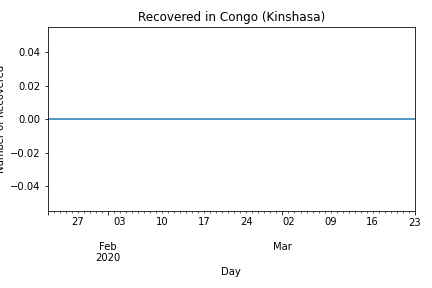 Recovered in Congo (Kinshasa)
Number of Recovered
0.04
0.02
0.00
−0.02
−0.04
27 03 10 17 24 02 09 16 23
Feb Mar
2020
Day